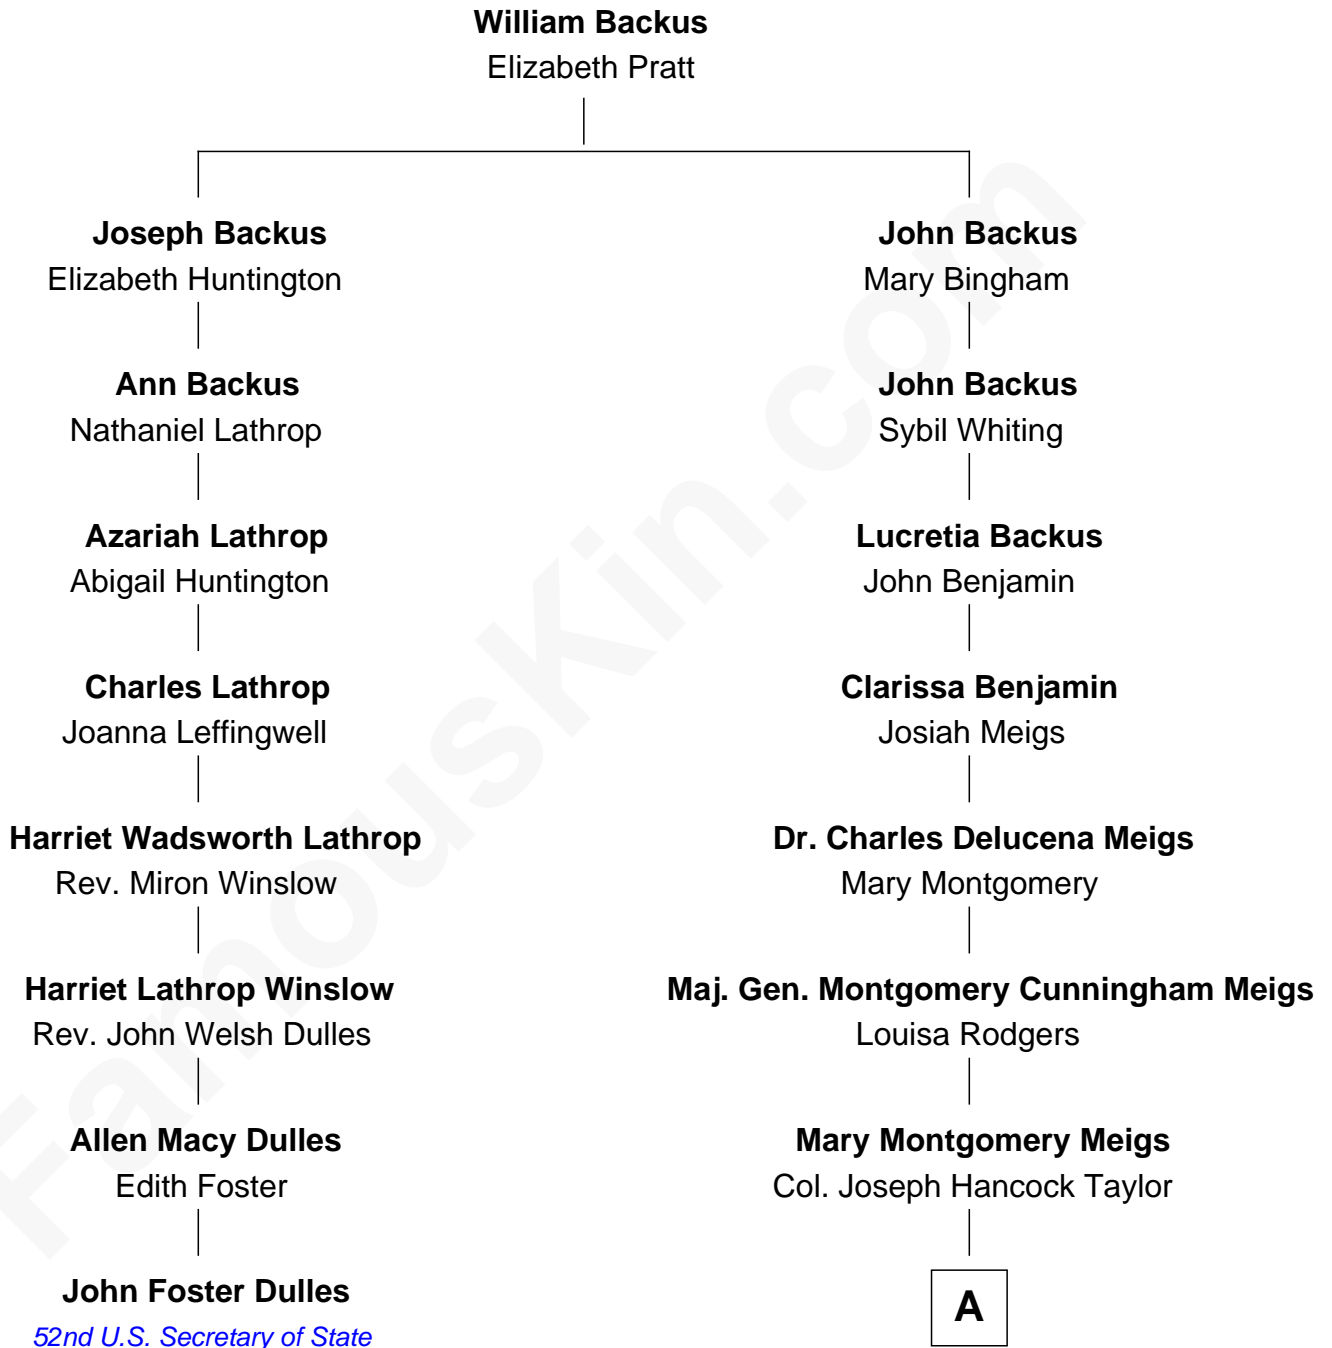 William Backus
Elizabeth Pratt
Joseph Backus
Elizabeth Huntington
John Backus
Mary Bingham
Ann Backus
Nathaniel Lathrop
John Backus
Sybil Whiting
Azariah Lathrop
Abigail Huntington
Lucretia Backus
John Benjamin
Charles Lathrop
Joanna Leffingwell
Clarissa Benjamin
Josiah Meigs
Harriet Wadsworth Lathrop
Rev. Miron Winslow
Dr. Charles Delucena Meigs
Mary Montgomery
Harriet Lathrop Winslow
Rev. John Welsh Dulles
Maj. Gen. Montgomery Cunningham Meigs
Louisa Rodgers
Allen Macy Dulles
Edith Foster
Mary Montgomery Meigs
Col. Joseph Hancock Taylor
John Foster Dulles
52nd U.S. Secretary of State
A
FamousKin.com